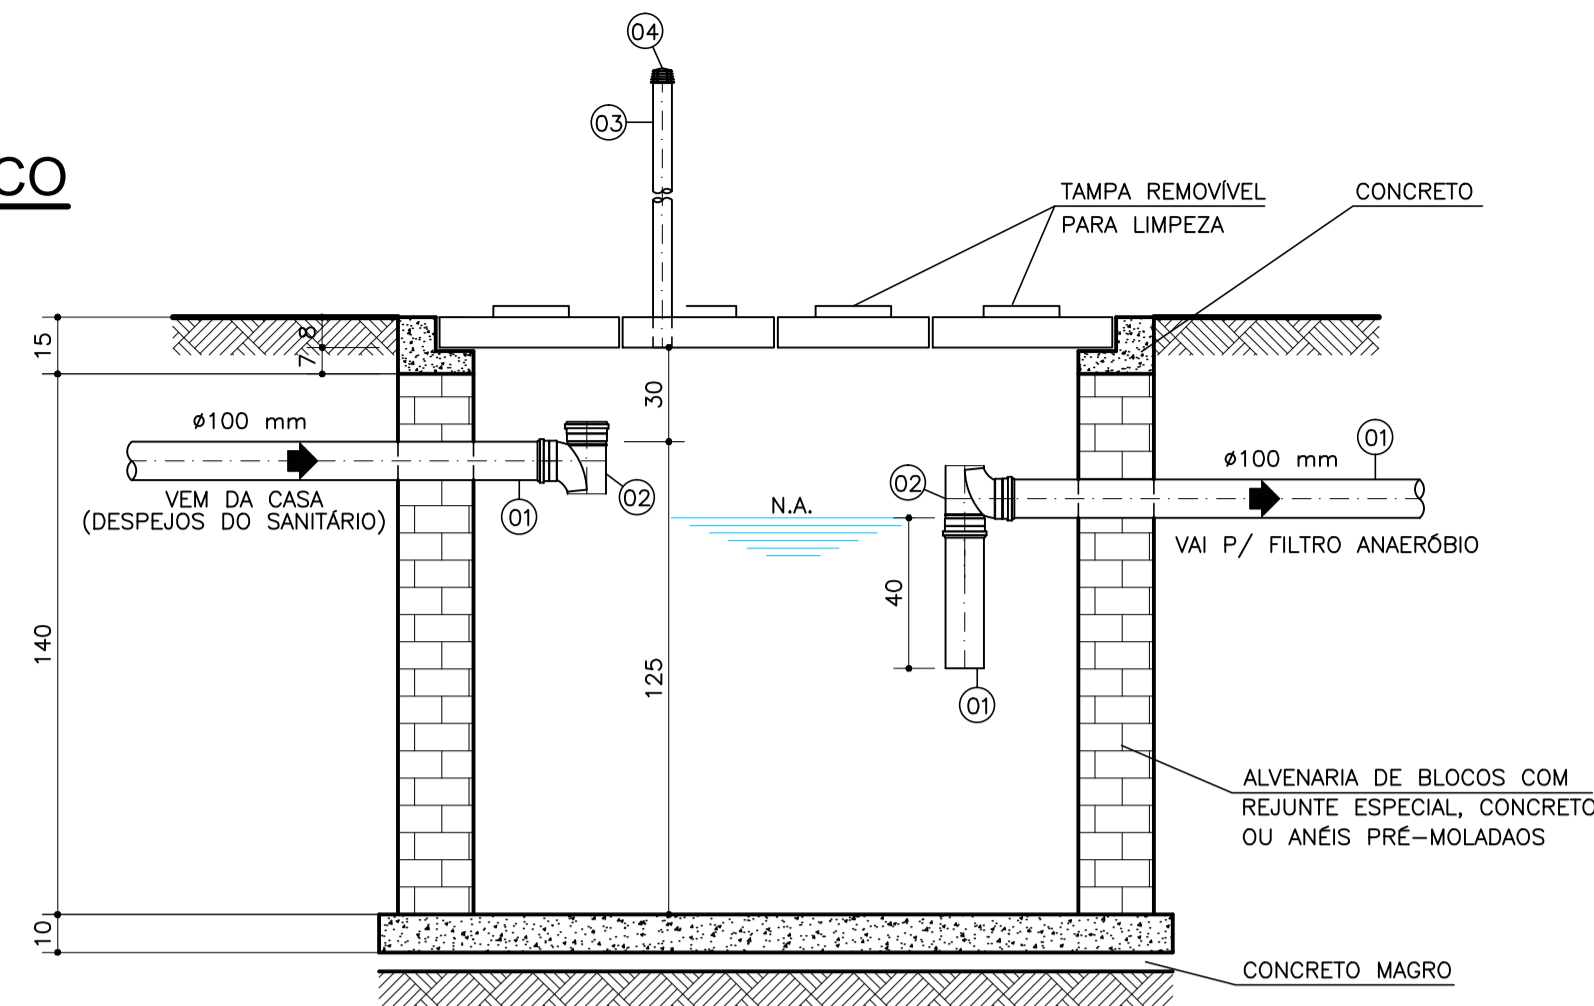 CO
04
03
TAMPA REMOVÍVEL
PARA LIMPEZA
CONCRETO
15
8
7
30
ø100 mm
VEM DA CASA
(DESPEJOS DO SANITÁRIO)
01
02
N.A.
02
ø100 mm
01
VAI P/ FILTRO ANAERÓBIO
40
01
140
125
ALVENARIA DE BLOCOS COM
REJUNTE ESPECIAL, CONCRETO
OU ANÉIS PRÉ-MOLADAOS
10
CONCRETO MAGRO